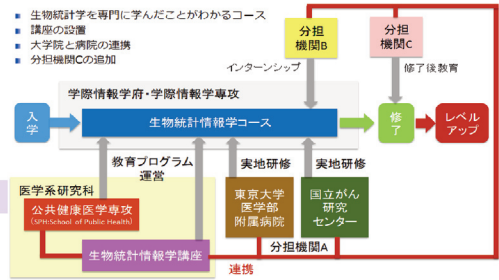 生物統計学を専門に学んだことがわかるコース
講座の設置
大学院と病院の連携
分担機関Cの追加
分担
機関B
分担
機関C
インターンシップ
修了後教育
学際情報学府・学際情報学専攻
入学
生物統計情報学コース
修了
レベル
アップ
教育プログラム
運営
実地研修
実地研修
医学系研究科
公共健康医学専攻
(SPH:School of Public Health)
東京大学
医学部
附属病院
国立がん
研究
センター
生物統計情報学講座
分担機関A
連携